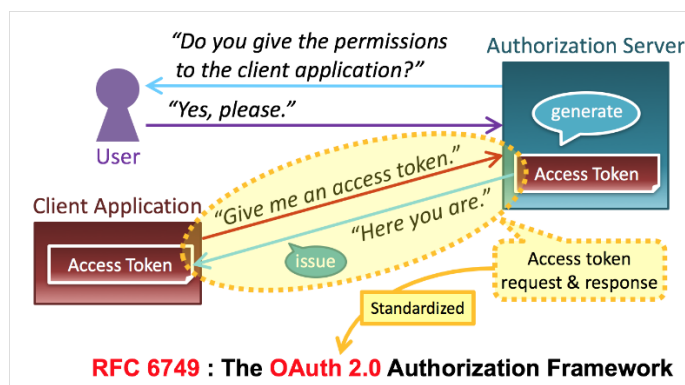 “Do you give the permissions
to the client application?”
Authorization Server
“Yes, please.”
generate
User
“Give me an access token.”
Access Token
Client Application
“Here you are.”
issue
Access Token
Access token
request & response
Standardized
RFC 6749 : The OAuth 2.0 Authorization Framework